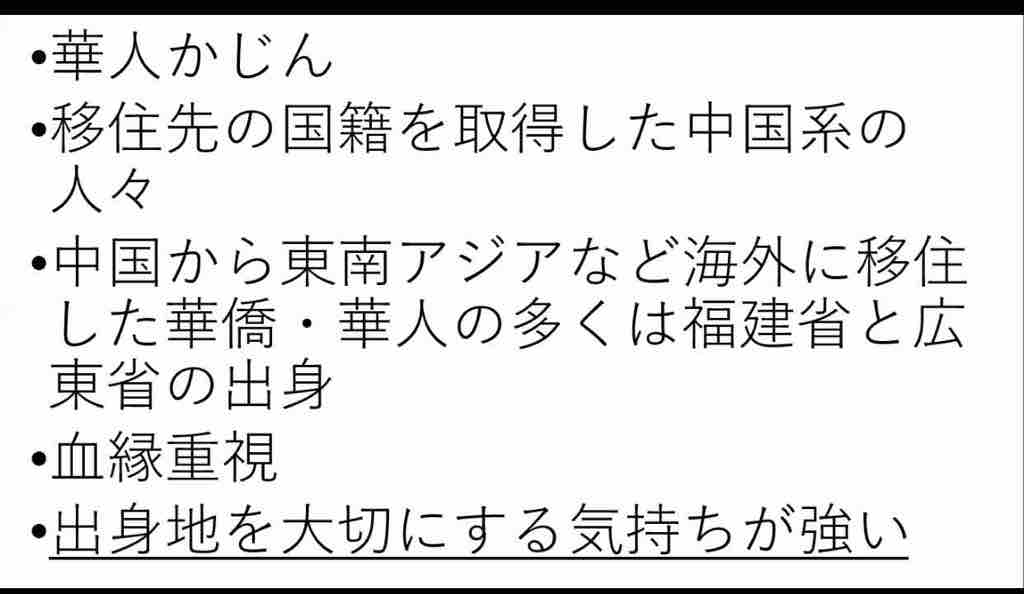 •華人かじん
•移住先の国籍を取得した中国系の
人々
•中国から東南アジアなど海外に移住
した華僑・華人の多くは福建省と広
東省の出身
•血縁重視
•出身地を大切にする気持ちが強い